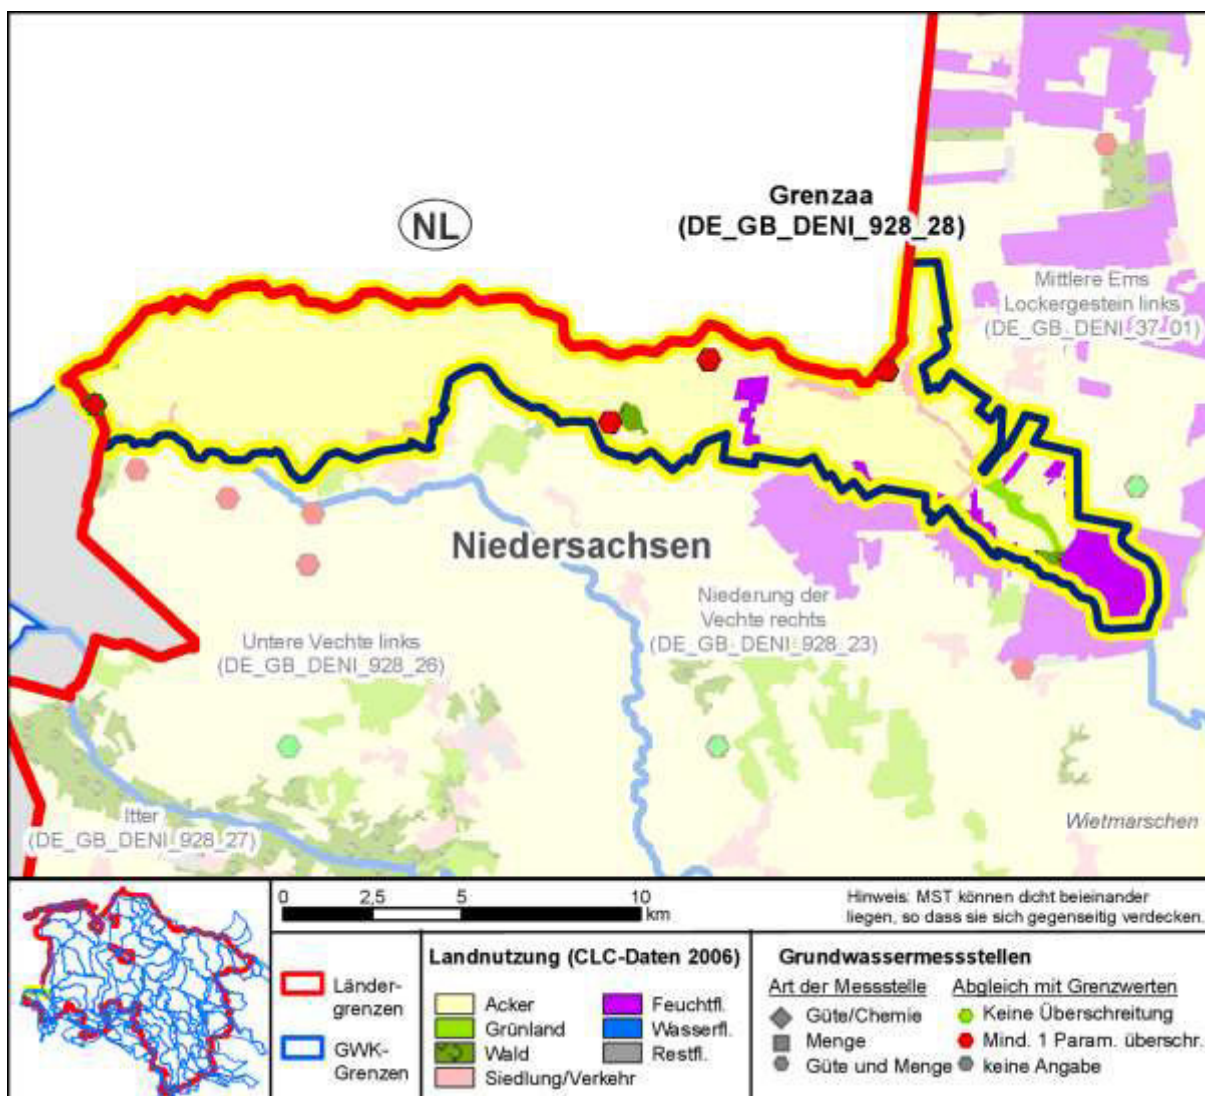 Grenzaa
(DE_GB_DENI_928_28)
NL
Mittlere Ems
Lockergestein links
(DE_GB_DENI_37_01)
Niedersachsen
Niederung der
Vechte rechts
(DE_GB_DENI_928_23)
Untere Vechte links
(DE_GB_DENI_928_26)
Itter
(DE_GB_DENI_928_27)
Wietmarschen
0 2,5 5 10
km
Hinweis: MST können dicht beieinander
liegen, so dass sie sich gegenseitig verdecken.
Länder-
grenzen
GWK-
Grenzen
Landnutzung (CLC-Daten 2006)
Acker
Grünland
Wald
Siedlung/Verkehr
Feuchtfl.
Wasserfl.
Restfl.
Grundwassermessstellen
Art der Messstelle
Güte/Chemie
Menge
Güte und Menge
Abgleich mit Grenzwerten
Keine Überschreitung
Mind. 1 Param. überschr.
keine Angabe